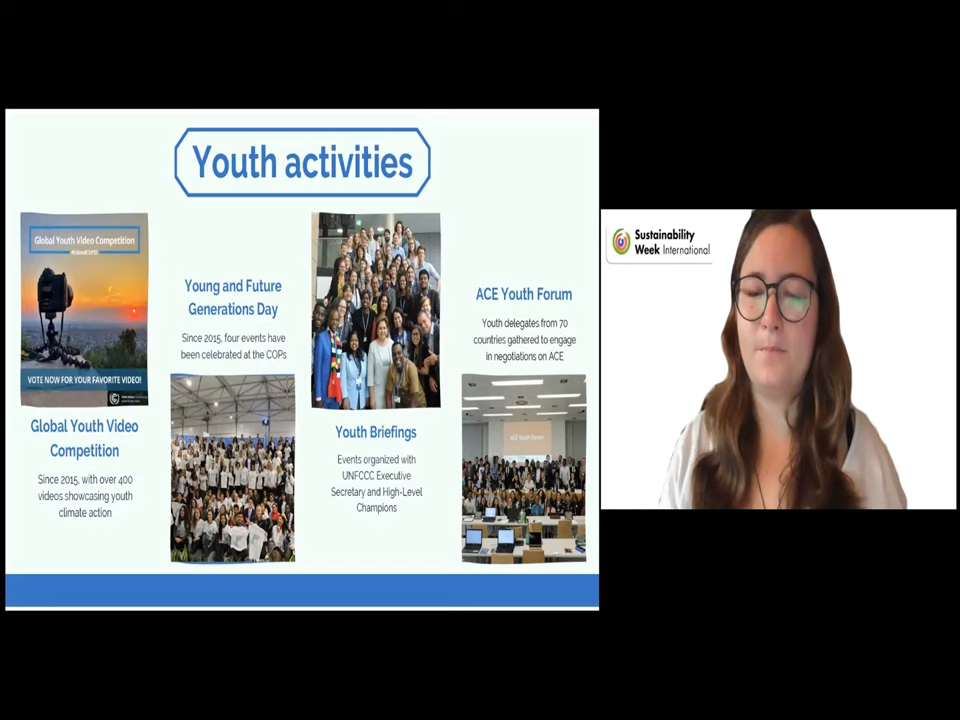 Youth activities
Global Youth Video Competition
VOTE NOW FOR YOUR FAVORITE VIDEO!
Global Youth Video
Competition
Since 2015, with over 400
videos showcasing youth
climate action
Young and Future
Generations Day
Since 2015, four events have
been celebrated at the COPs
Youth Briefings
Events organized with
UNFCCC Executive
Secretary and High-Level
Champions
ACE Youth Forum
Youth delegates from 70
countries gathered to engage
in negotiations on ACE
ACE Youth Forum
Sustainability
Week International